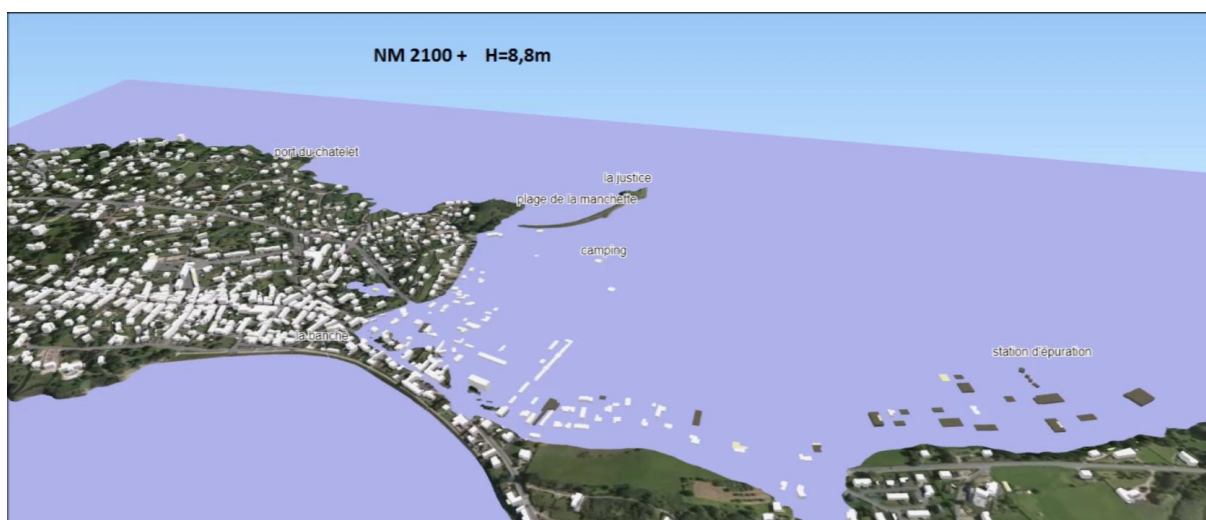 NM 2100 + H=8,8m
port du chatelet
la justice
plage de la manchette
camping
la banche
station d'épuration